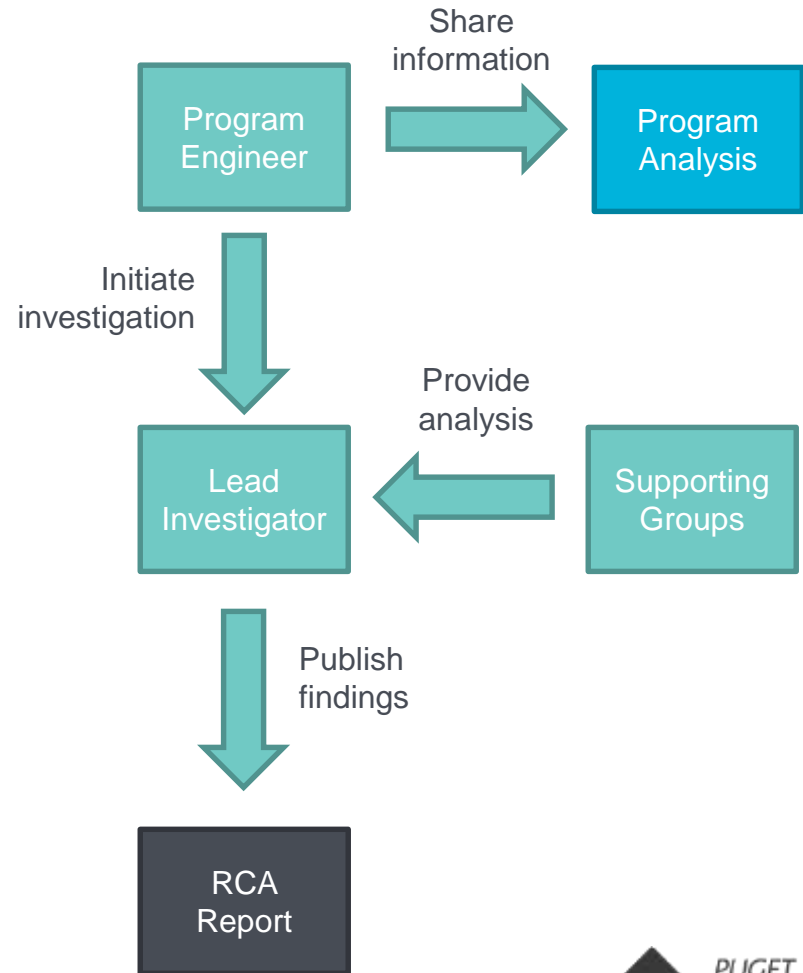 Share
information
Program
Engineer
Program
Analysis
Initiate
investigation
Provide
analysis
Lead
Investigator
Supporting
Groups
Publish
findings
RCA
Report
PUGET